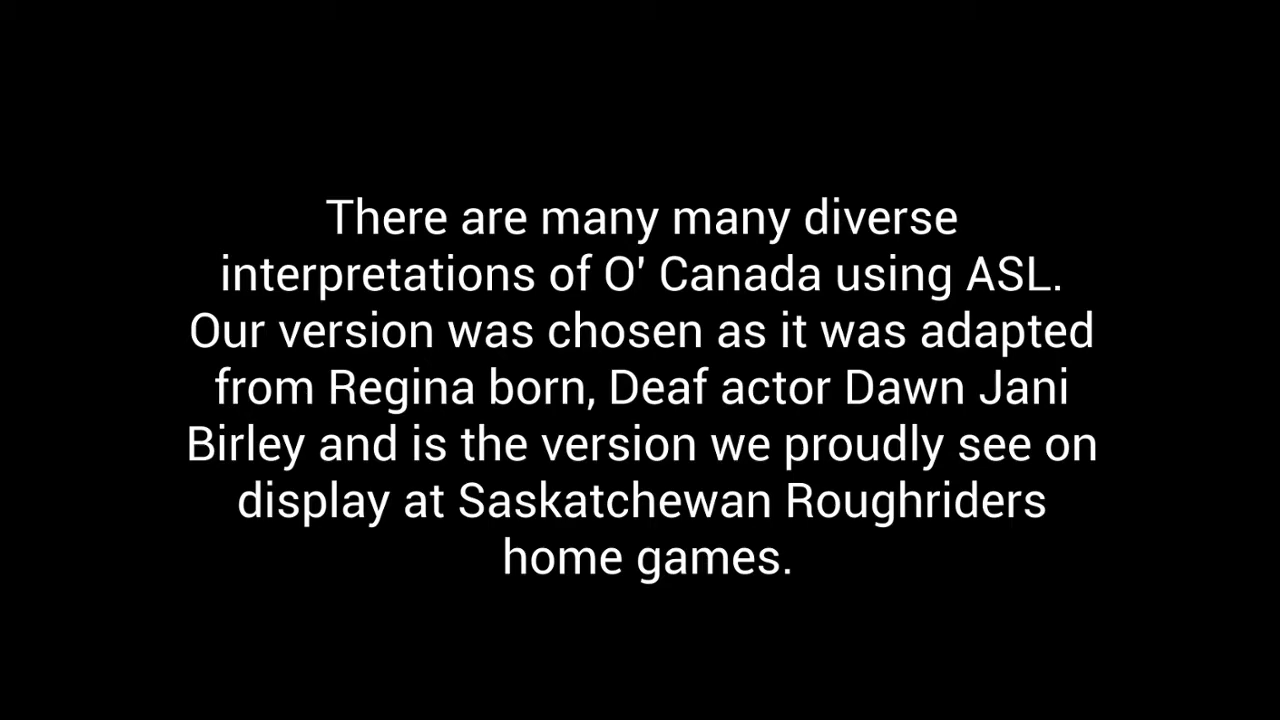 There are many many diverse
interpretations of O' Canada using ASL.
Our version was chosen as it was adapted
from Regina born, Deaf actor Dawn Jani
Birley and is the version we proudly see on
display at Saskatchewan Roughriders
home games.